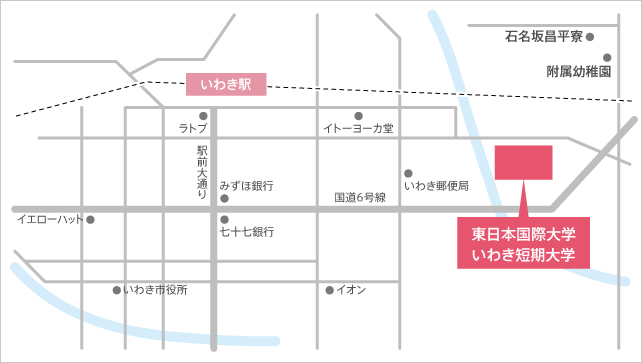 石名坂昌平寮
附属幼稚園
いわき駅
ラトブ
イトーヨーカ堂
駅前大通り
みずほ銀行
いわき郵便局
国道6号線
イエローハット
七十七銀行
東日本国際大学
いわき短期大学
いわき市役所
イオン